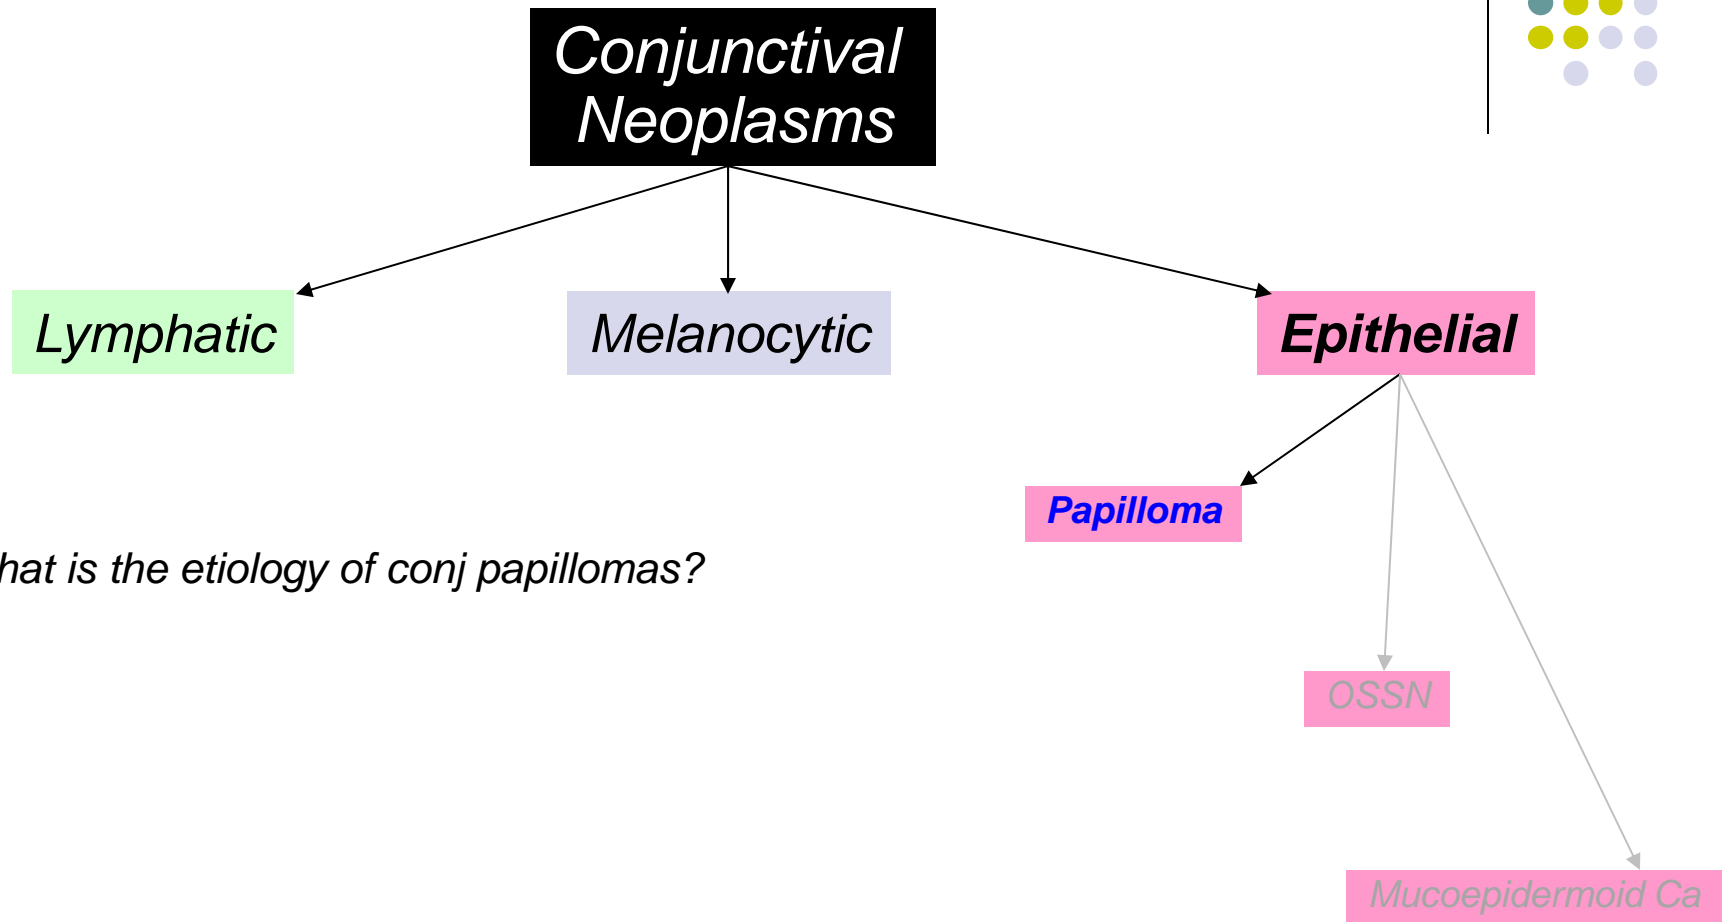 Conjunctival
Neoplasms
Lymphatic
Melanocytic
Epithelial
Papilloma
hat is the etiology of conj papillomas?
OSSN
Mucoepidermoid Ca